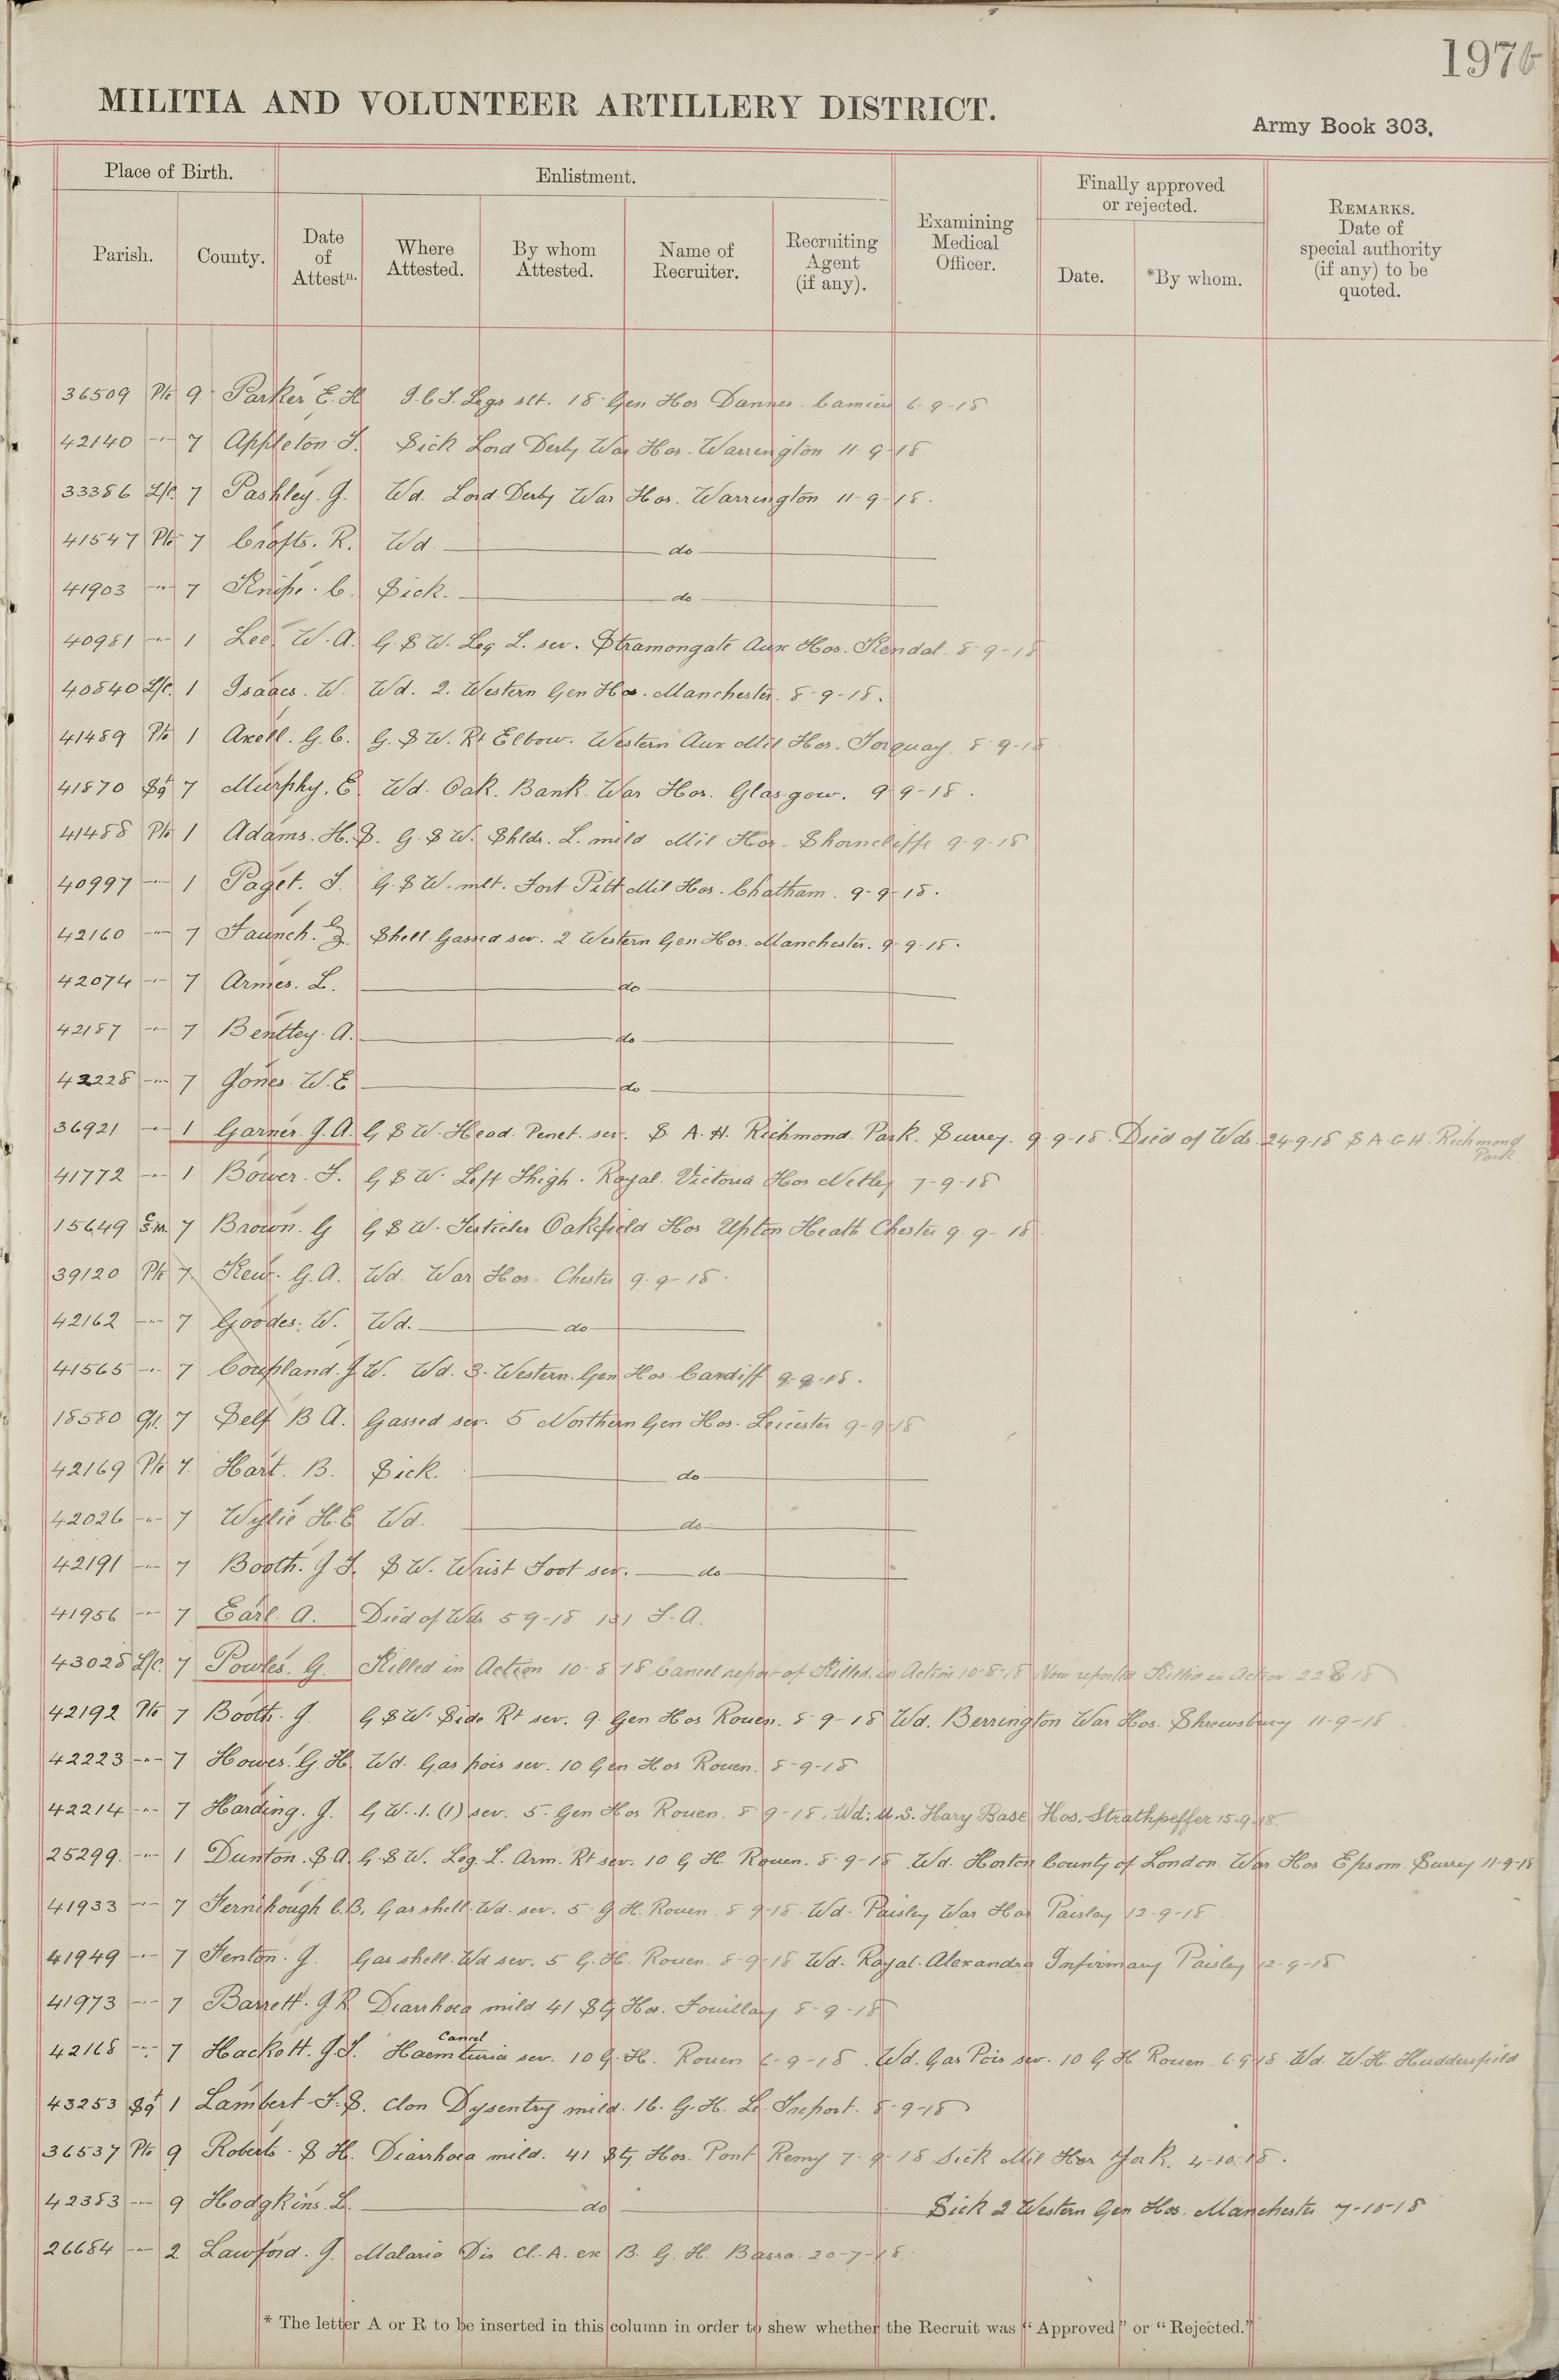 1976
MILITIA AND VOLUNTEER ARTILLERY DISTRICT.
Army Book 303.
Place of Birth.
Enlistment.
Finally approved or rejected.
Parish.
County.
Date of Attestn.
Where Attested.
By whom Attested.
Name of Recruiter.
Recruiting Agent (if any).
Examining Medical Officer.
Date.
*By whom.
REMARKS. Date of special authority (if any) to be quoted.
36509 Pte 9 Parker E. H I.C.T. Legs slt. 18 Gen Hos Dannes. Camiers 6-9-18
42140 -"- 7 Appleton J. Sick Lord Derby War Hos. Warrington 11-9-18
33386 L/c 7 Pashley. G. Wd. Lord Derby War Hos. Warrington 11-9-18.
41547 Pte 7 Crofts. R. Wd. do
41903 -"- 7 Knipe. C. Sick. do
40981 -"- 1 Lee. W. A. G.S.W. Leg L. sev. Stramongate Aux Hos. Kendal. 8-9-18
40840 L/c. 1 Isaacs. W. Wd. 2. Western Gen Hos. Manchester. 8-9-18.
41489 Pte 1 Axell. G. C. G.S.W. Rt Elbow. Western Aux Mil Hos. Torquay. 8-9-18
41870 Sgt 7 Murphy. E. Wd. Oak. Bank. War Hos. Glasgow. 9-9-18.
41488 Pte 1 Adams. H. S. G.S.W. Shldr. L. mild Mil Hos. Shorncliffe 9-9-18
40997 -"- 1 Paget. J. G.S.W. mlt. Fort Pitt Mil Hos. Chatham. 9-9-18.
42160 -"- 7 Faunch. Shell Gassed sev. 2 Western Gen Hos. Manchester. 9-9-18.
42074 -"- 7 Armes. L. do
42187 -"- 7 Bentley. A. do
42228 -"- 7 Jones. W. E do
36921 -"- 1 Garner. J. A. G.S.W. Head. Penet. sev. S. A. H. Richmond. Park. Surrey. 9-9-18. Died of Wds 24-9-18 S A G H. Richmond Park
41772 -"- 1 Bower. J. G.S.W. Left Thigh. Royal. Victoria Hos Netley 7-9-18
15649 S.M. 7 Brown. G G.S.W. Testicles Oakfield Hos Upton Heath Chester 9-9-18
39120 Pte 7. Kew. G. A. Wd. War Hos. Chester 9-9-18.
42162 -"- 7 Goodes. W. Wd. do
41565 -"- 7 Coupland. J. W. Wd. 3. Western. Gen Hos. Cardiff 9-9-18.
18580 7 Self B A. Gassed sev. 5 Northern Gen Hos. Leicester 9-9-18
42169 Pte 7. Hart. B. Sick. do
42026 -"- 7 Wylie H. E Wd. do
42191 -"- 7 Booth. J J. S W. Wrist Foot sev. do
41956 -"- 7 Earl. A. Died of Wds 5-9-18 131 F. A.
43028 L/c. 7 Powles. G. Killed in Action 10-8-18 Cancel report of Killed in Action 10-8-18 Now reported Killed in Action 22 8 18
42192 Pte 7 Booth. J. G.S.W. Side Rt sev. 9. Gen Hos Rouen. 8-9-18 Wd. Berrington War Hos. Shrewsbury 11-9-18
42223 -"- 7 Howes. G. H. Wd. Gas pois sev. 10 Gen Hos Rouen. 8-9-18
42214 -"- 7 Harding. J. G W. 1. (1) sev. 5. Gen Hos Rouen. 8-9-18. Wd: U.S. Nary Base Hos. Strathpeffer 15-9-18.
25299. -"- 1 Dunton. S A. G.S.W. Leg. L. Arm. Rt sev. 10 G H. Rouen. 8-9-18 Wd. Horton County of London. War Hos Epsom. Surrey 11-9-18
41933 -"- 7 Fernihough C. B. Gas shell. Wd. sev. 5 G H. Rouen. 8-9-18. Wd. Paisley War Hos Paisley 12-9-18
41949 -"- 7 Fenton. J. Gas shell. Wd sev. 5 G. H. Rouen. 8-9-18 Wd. Royal. Alexandra Infirmary Paisley 12-9-18
41973 -"- 7 Barrett. J R Diarrhoea mild 41 S G Hos. Fouilloy 8-9-18
42168 -"- 7 Hackett. J. J. Haemturia Cancel sev. 10 G. H. Rouen 6-9-18. Wd. Gas Pois sev. 10 G H Rouen. 6-9-18 Wd. W. H. Huddersfield
43253 Sgt 1 Lambert. J. S. clon Dysentry mild. 16. G. H. Le Treport. 8-9-18
36537 Pte 9 Roberts. S H. Diarrhoea mild. 41 Stg Hos. Pont Remy 7-9-18 Sick Mil Hos York. 4-10-18.
42383 -"- 9 Hodgkins. L. do Sick 2 Western Gen Hos. Manchester 7-10-18
26684 -"- 2 Lawford. J. Malaria Dis Cl. A. ex B. G. H. Basra. 20-7-18.
* The letter A or R to be inserted in this column in order to shew whether the Recruit was "Approved" or "Rejected."